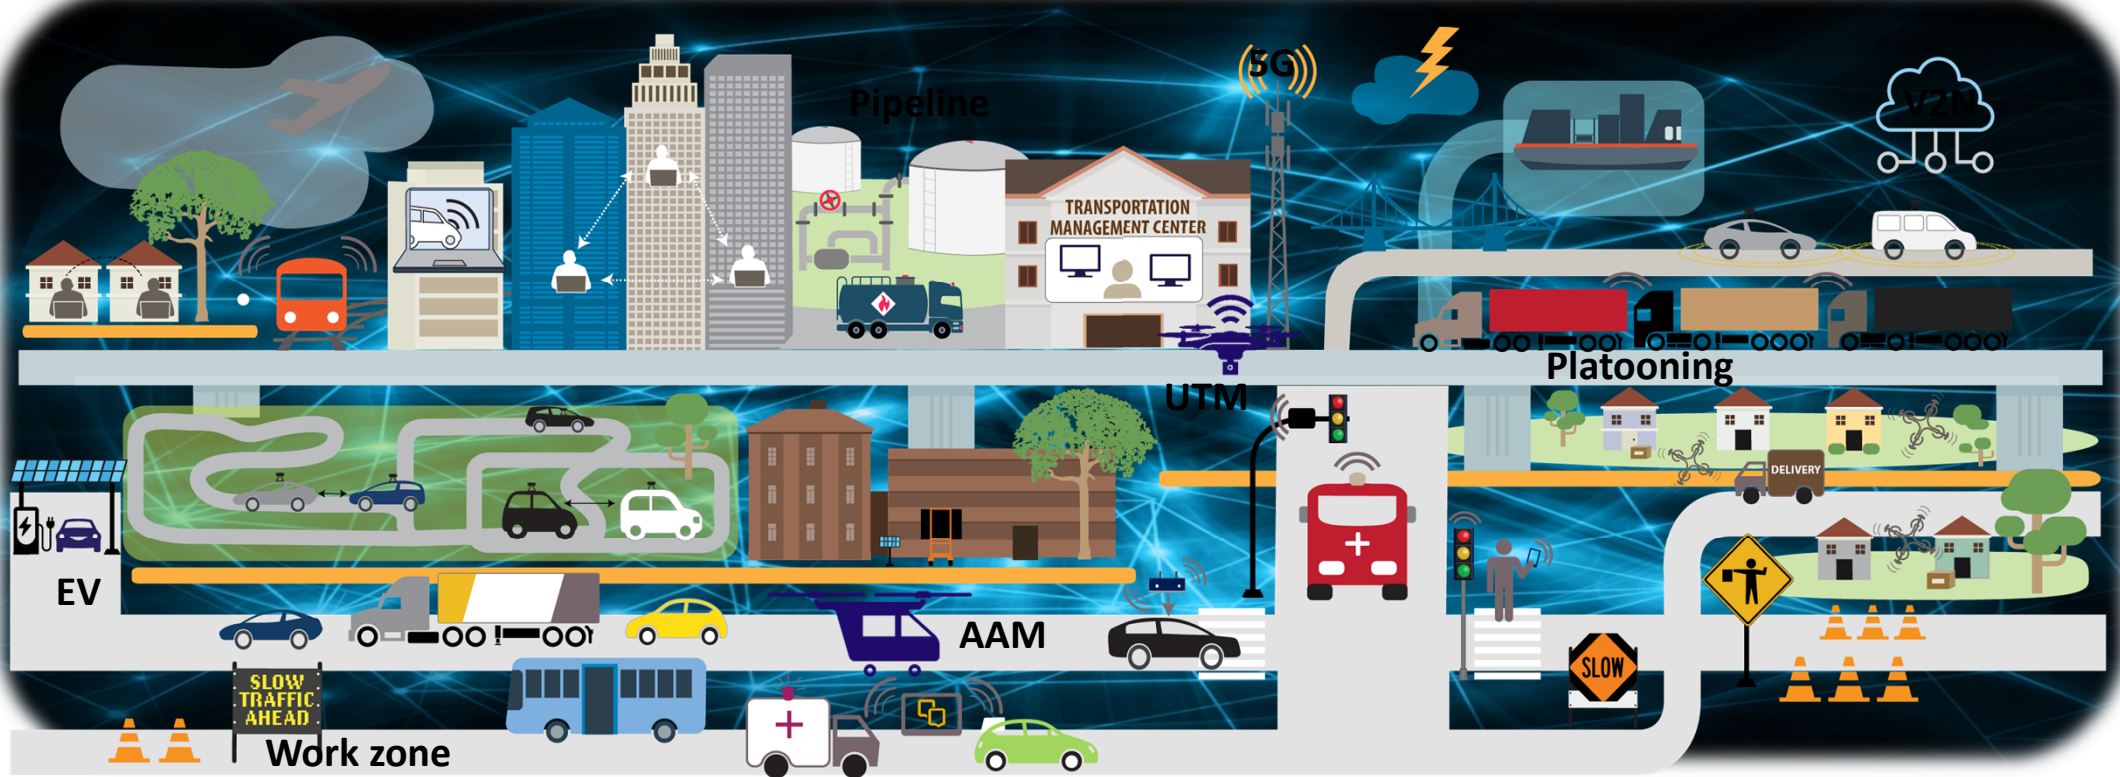 5G
Pipeline
V2N
TRANSPORTATION
MANAGEMENT CENTER
Platooning
UTM
DELIVERY
EV
AAM
SLOW
SLOW
TRAFFIC
AHEAD
Work zone